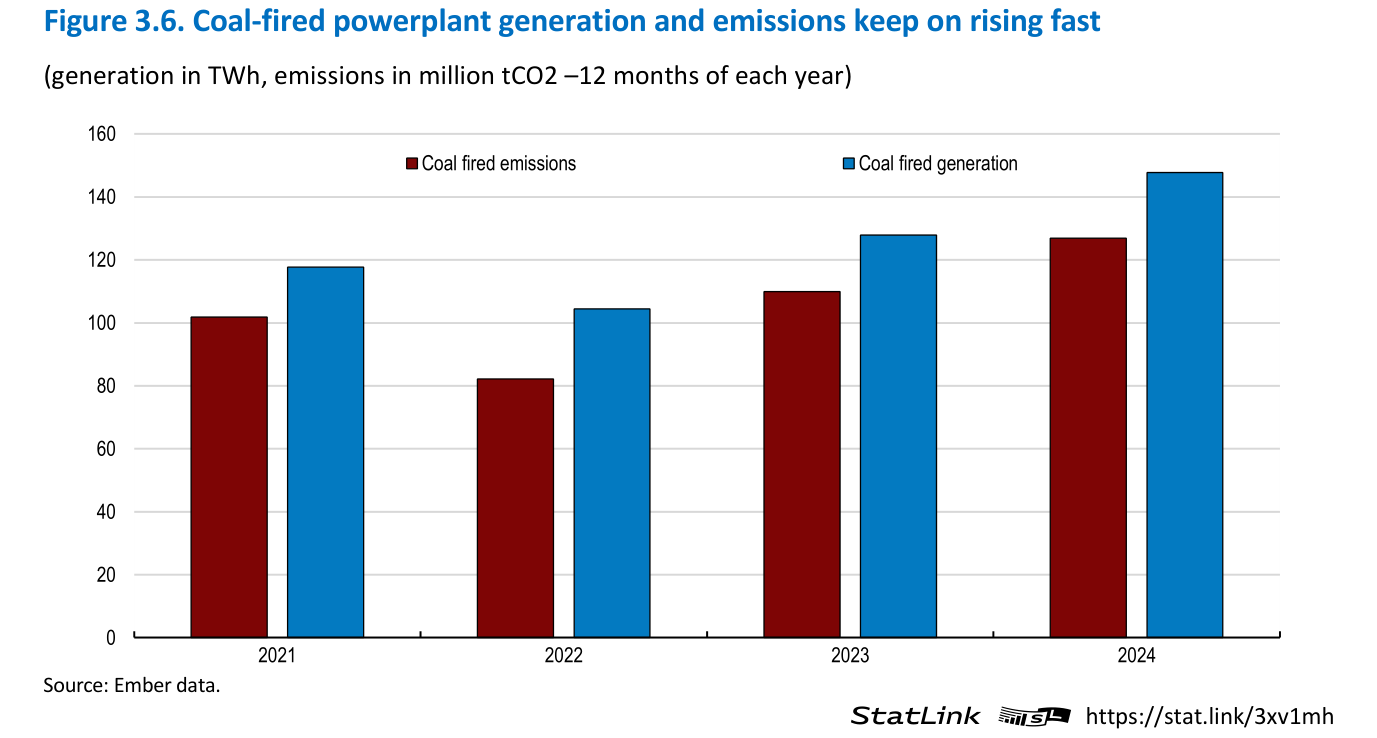 Figure 3.6. Coal-fired powerplant generation and emissions keep on rising fast
(generation in TWh, emissions in million tCO2 –12 months of each year)
160
140
120
100
80
60
40
20
0
Coal fired emissions
Coal fired generation
2021
2022
2023
2024
Source: Ember data.
StatLink SL https://stat.link/3xv1mh